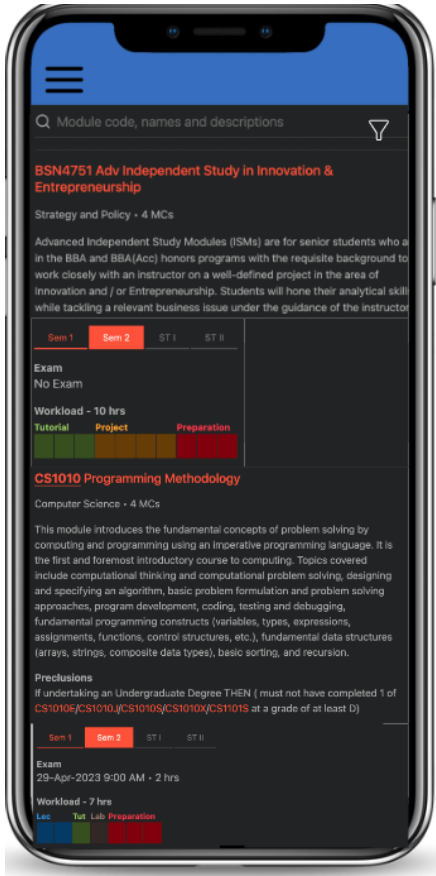 Module code, names and descriptions
BSN4751 Adv Independent Study in Innovation &
Entrepreneurship
Strategy and Policy • 4 MCs
Advanced Independent Study Modules (ISMs) are for senior students who a
in the BBA and BBA(Acc) honors programs with the requisite background to
work closely with an instructor on a well-defined project in the area of
Innovation and / or Entrepreneurship. Students will hone their analytical skill
while tackling a relevant business issue under the guidance of the instructor
Sem 1 Sem 2 ST I ST II
Exam
No Exam
Workload - 10 hrs
Tutorial Project Preparation
CS1010 Programming Methodology
Computer Science • 4 MCs
This module introduces the fundamental concepts of problem solving by
computing and programming using an imperative programming language. It is
the first and foremost introductory course to computing. Topics covered
include computational thinking and computational problem solving, designing
and specifying an algorithm, basic problem formulation and problem solving
approaches, program development, coding, testing and debugging,
fundamental programming constructs (variables, types, expressions,
assignments, functions, control structures, etc.), fundamental data structures
(arrays, strings, composite data types), basic sorting, and recursion.
Preclusions
If undertaking an Undergraduate Degree THEN ( must not have completed 1 of
CS1010E/CS1010J/CS1010S/CS1010X/CS1101S at a grade of at least D)
Sem 1 Sem 2 ST I ST II
Exam
29-Apr-2023 9:00 AM • 2 hrs
Workload - 7 hrs
Lec Tut Lab Preparation